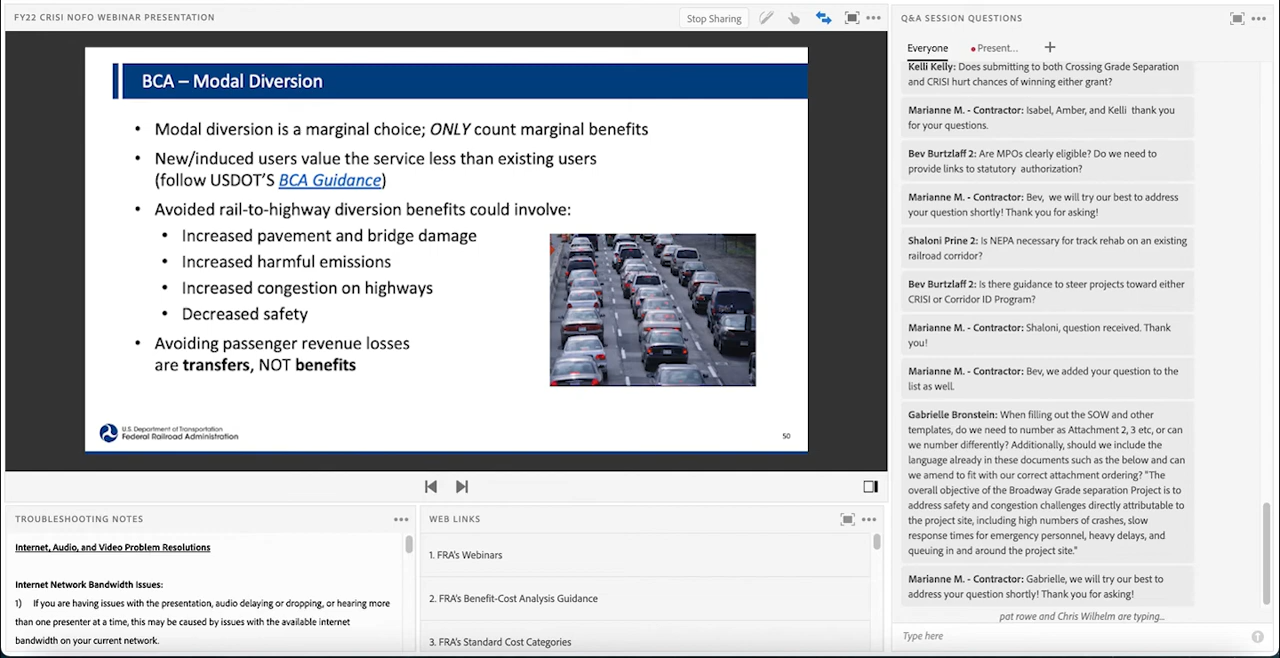 FY22 CRISI NOFO WEBINAR PRESENTATION
Stop Sharing
BCA – Modal Diversion
• Modal diversion is a marginal choice; ONLY count marginal benefits
• New/induced users value the service less than existing users
(follow USDOT'S BCA Guidance)
• Avoided rail-to-highway diversion benefits could involve:
• Increased pavement and bridge damage
• Increased harmful emissions
• Increased congestion on highways
• Decreased safety
• Avoiding passenger revenue losses
are transfers, NOT benefits
U.S. Department of Transportation
Federal Railroad Administration
50
TROUBLESHOOTING NOTES
Internet, Audio, and Video Problem Resolutions
Internet Network Bandwidth Issues:
1) If you are having issues with the presentation, audio delaying or dropping, or hearing more
than one presenter at a time, this may be caused by issues with the available internet
bandwidth on your current network.
WEB LINKS
1. FRA's Webinars
2. FRA's Benefit-Cost Analysis Guidance
3. FRA's Standard Cost Categories
Q&A SESSION QUESTIONS
Everyone
Present...
Kelli Kelly: Does submitting to both Crossing Grade Separation
and CRISI hurt chances of winning either grant?
Marianne M. - Contractor: Isabel, Amber, and Kelli thank you
for your questions.
Bev Burtzlaff 2: Are MPOs clearly eligible? Do we need to
provide links to statutory authorization?
Marianne M. - Contractor: Bev, we will try our best to address
your question shortly! Thank you for asking!
Shaloni Prine 2: Is NEPA necessary for track rehab on an existing
railroad corridor?
Bev Burtzlaff 2: Is there guidance to steer projects toward either
CRISI or Corridor ID Program?
Marianne M. - Contractor: Shaloni, question received. Thank
you!
Marianne M. - Contractor: Bev, we added your question to the
list as well.
Gabrielle Bronstein: When filling out the SOW and other
templates, do we need to number as Attachment 2, 3 etc, or can
we number differently? Additionally, should we include the
language already in these documents such as the below and can
we amend to fit with our correct attachment ordering? "The
overall objective of the Broadway Grade separation Project is to
address safety and congestion challenges directly attributable to
the project site, including high numbers of crashes, slow
response times for emergency personnel, heavy delays, and
queuing in and around the project site."
Marianne M. - Contractor: Gabrielle, we will try our best to
address your question shortly! Thank you for asking!
pat rowe and Chris Wilhelm are typing...
Type here